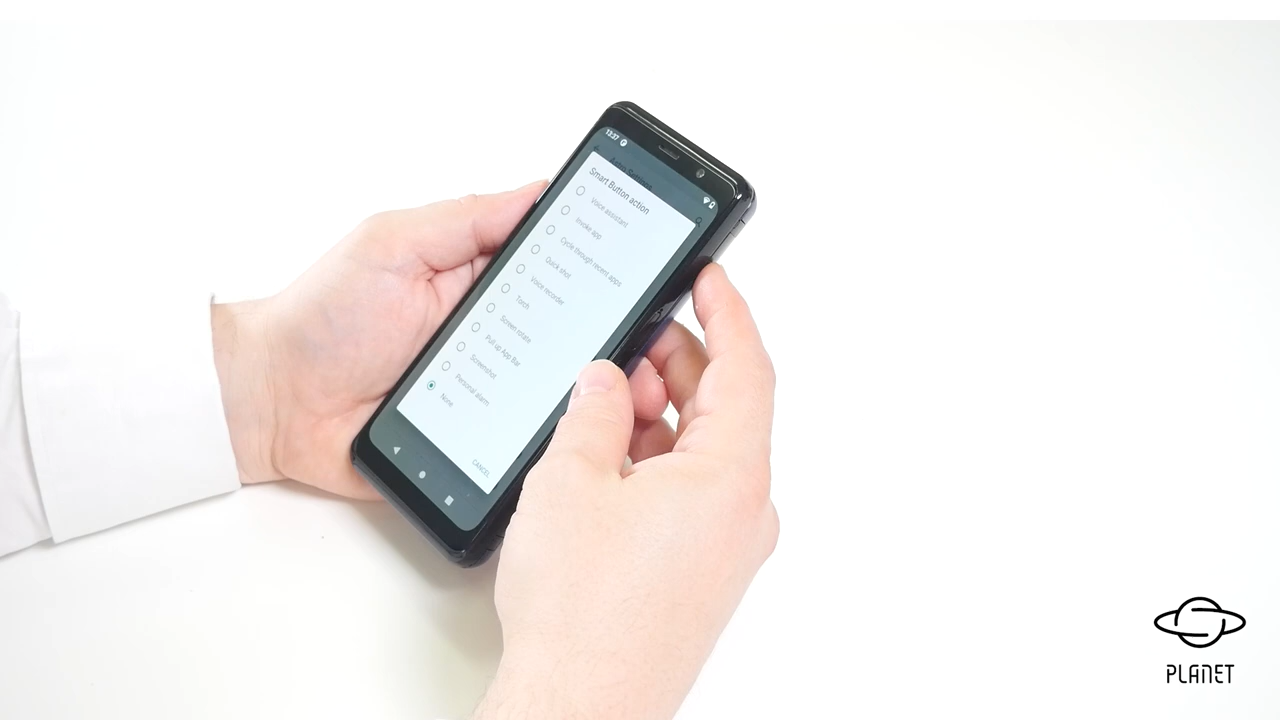 13:37
Smart Button action
Voice assistant
Invoke app
Cycle through recent apps
Quick shot
Voice recorder
Torch
Screen rotate
Pull up App Bar
Screenshot
Personal alarm
None
CANCEL
PLANET